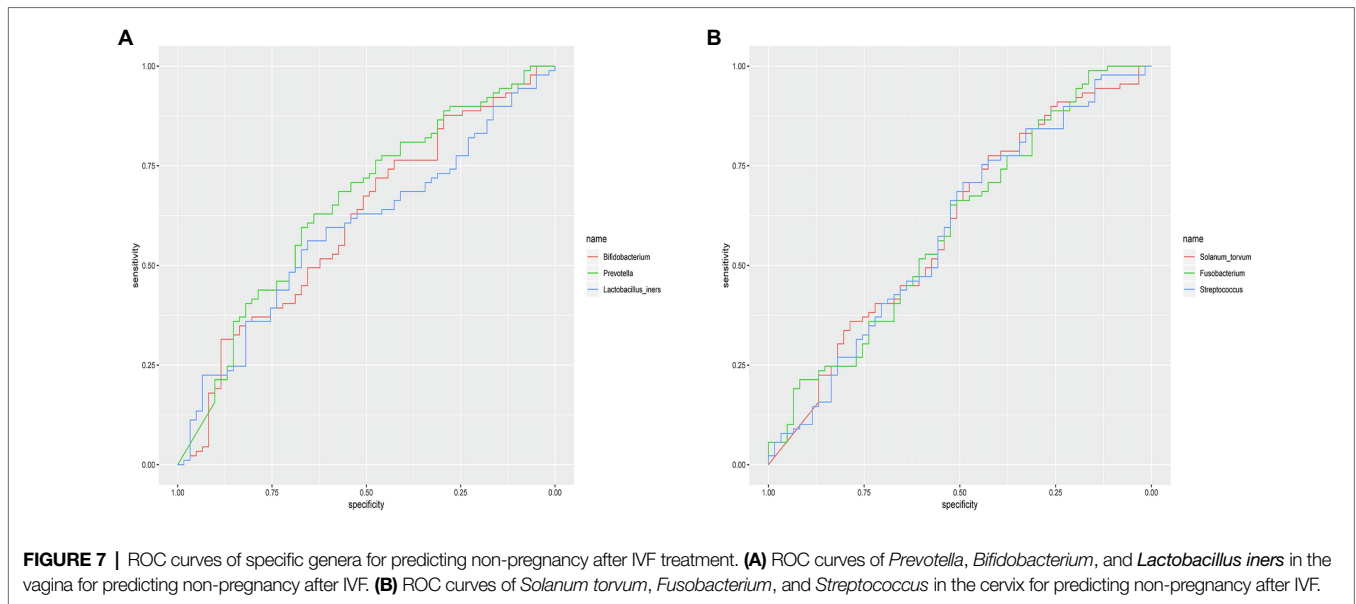 A
1.00-
0.75-
0.50-
0.25-
0.00-
sensitivity
1.00
0.75
0.50
0.25
0.00
specificity
name
Bifidobacterium
Prevotella
Lactobacillus_iners
B
1.00-
0.75-
0.50-
0.25-
0.00-
sensitivity
1.00
0.75
0.50
0.25
0.00
specificity
name
Solanum_torvum
Fusobacterium
Streptococcus
FIGURE 7 | ROC curves of specific genera for predicting non-pregnancy after IVF treatment. (A) ROC curves of Prevotella, Bifidobacterium, and Lactobacillus iners in the
vagina for predicting non-pregnancy after IVF. (B) ROC curves of Solanum torvum, Fusobacterium, and Streptococcus in the cervix for predicting non-pregnancy after IVF.